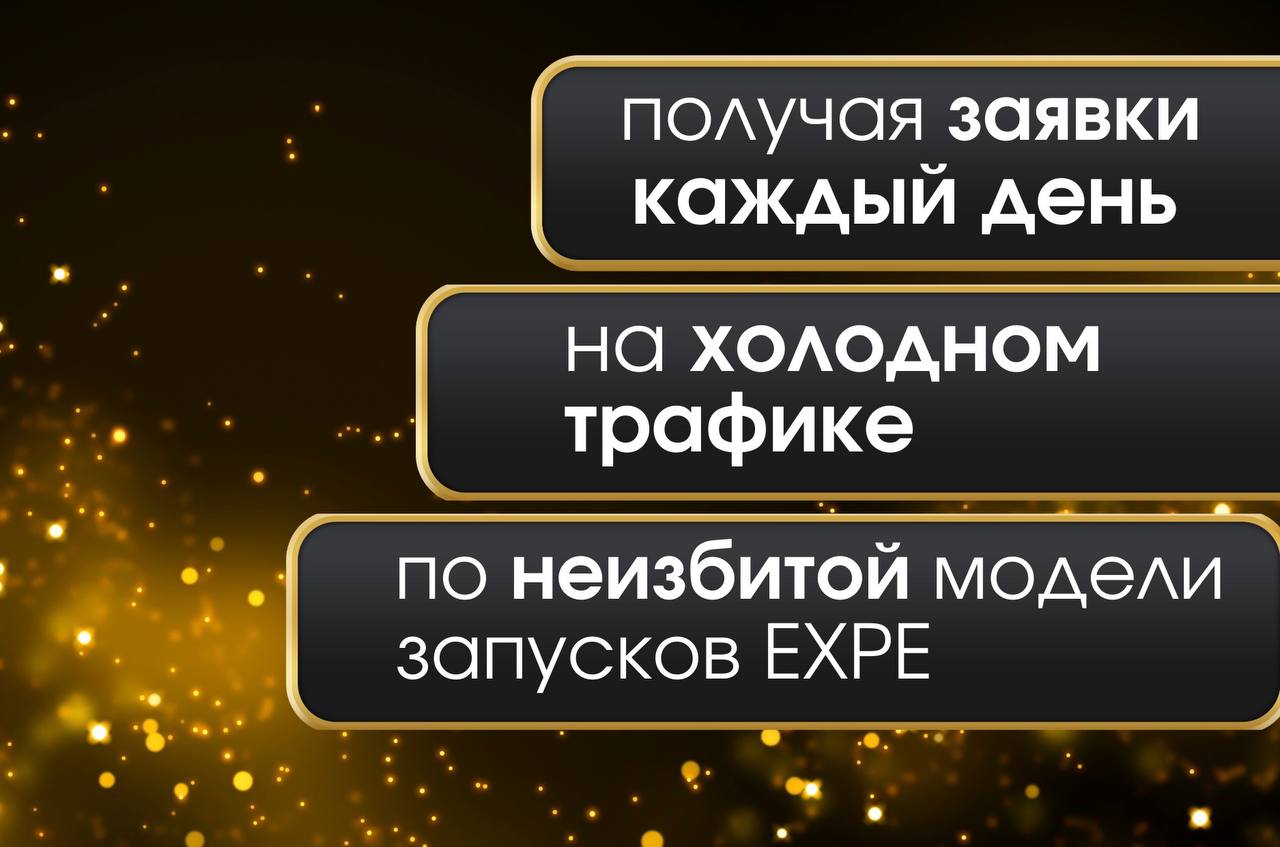 получая заявки
каждый день
на холодном
трафике
по неизбитой модели
запусков EXPE